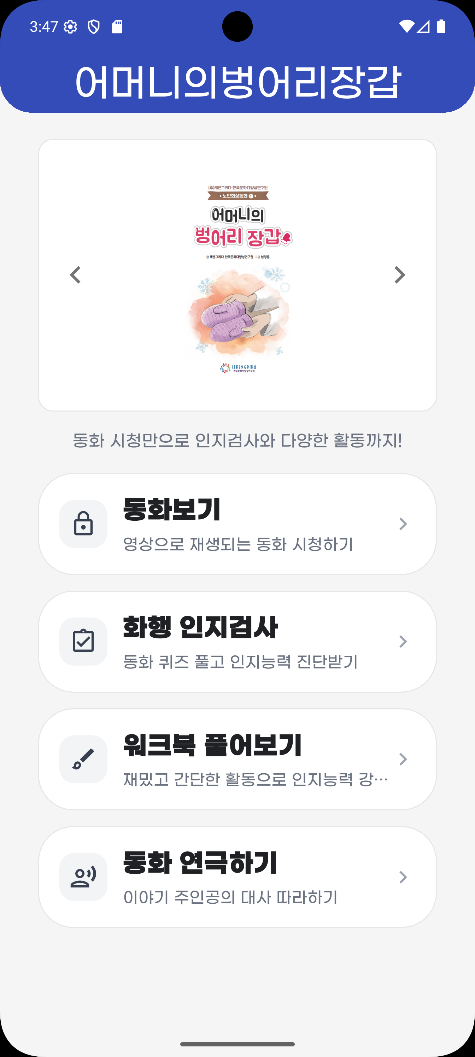 3:47
어머니의벙어리장갑
어머니의
벙어리 장갑
동화 시청만으로 인지검사와 다양한 활동까지!
동화보기
영상으로 재생되는 동화 시청하기
화행 인지검사
동화 퀴즈 풀고 인지능력 진단받기
워크북 풀어보기
재밌고 간단한 활동으로 인지능력 강…
동화 연극하기
이야기 주인공의 대사 따라하기